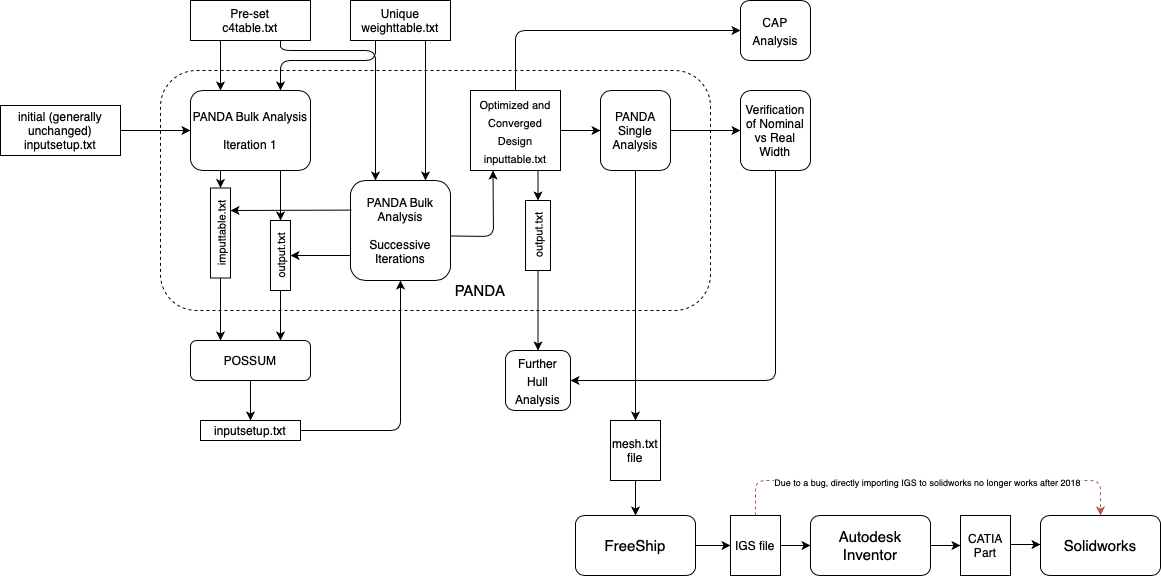 Pre-set
c4table.txt
Unique
weighttable.txt
CAP
Analysis
initial (generally
unchanged)
inputsetup.txt
PANDA Bulk Analysis
Iteration 1
Optimized and
Converged
Design
inputtable.txt
PANDA
Single
Analysis
Verification
of Nominal
vs Real
Width
imputtable.txt
output.txt
PANDA Bulk
Analysis
Successive
Iterations
output.txt
PANDA
POSSUM
Further
Hull
Analysis
inputsetup.txt
mesh.txt
file
Due to a bug, directly importing IGS to solidworks no longer works after 2018
FreeShip
IGS file
Autodesk
Inventor
CATIA
Part
Solidworks